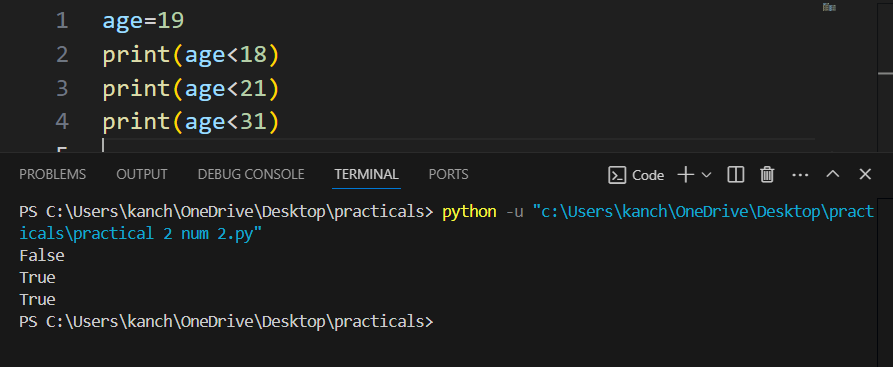 1 age=19
2 print(age<18)
3 print(age<21)
4 print(age<31)
5
PROBLEMS OUTPUT DEBUG CONSOLE TERMINAL PORTS Code
PS C:\Users\kanch\OneDrive\Desktop\practicals> python -u "c:\Users\kanch\OneDrive\Desktop\pract
icals\practical 2 num 2.py"
False
True
True
PS C:\Users\kanch\OneDrive\Desktop\practicals>